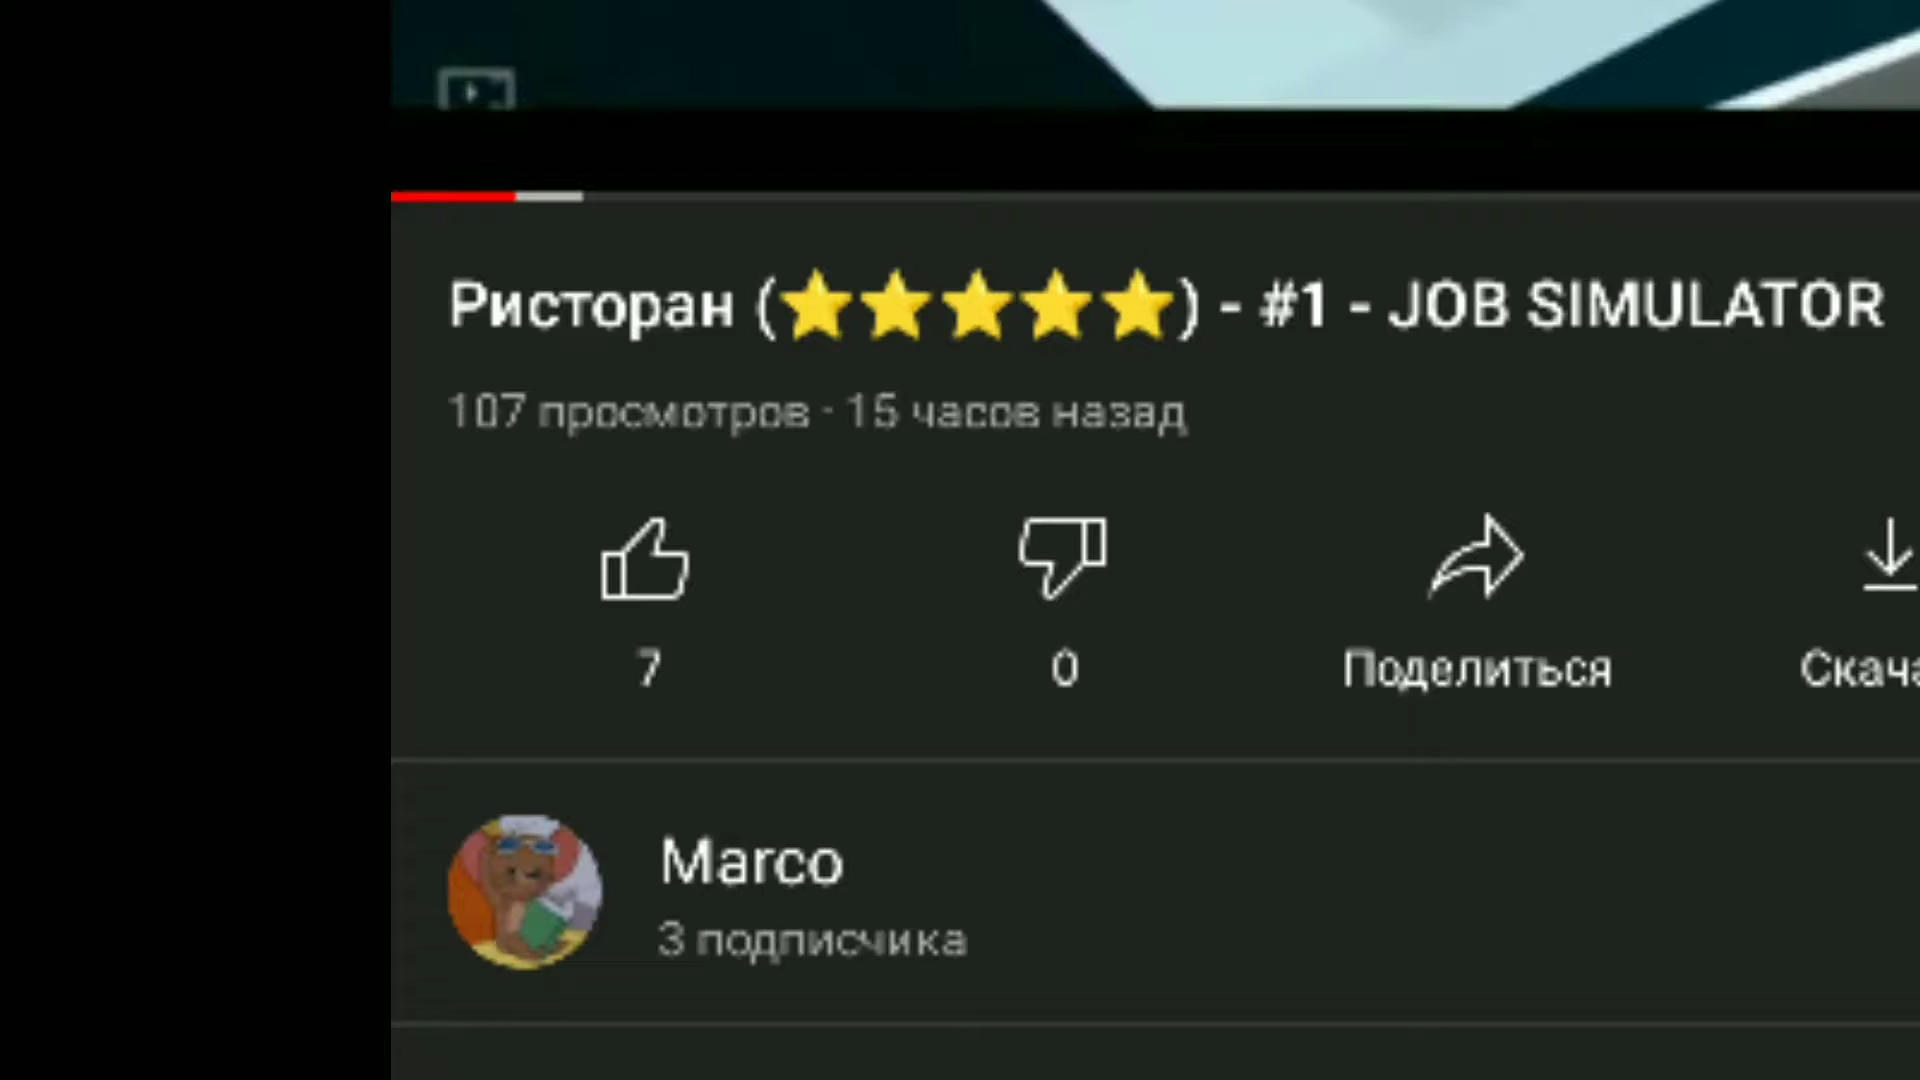 Ристоран (⭐⭐⭐⭐⭐) - #1 - JOB SIMULATOR
107 просмотров · 15 часов назад
7
0
Поделиться
Marco
3 подписчика